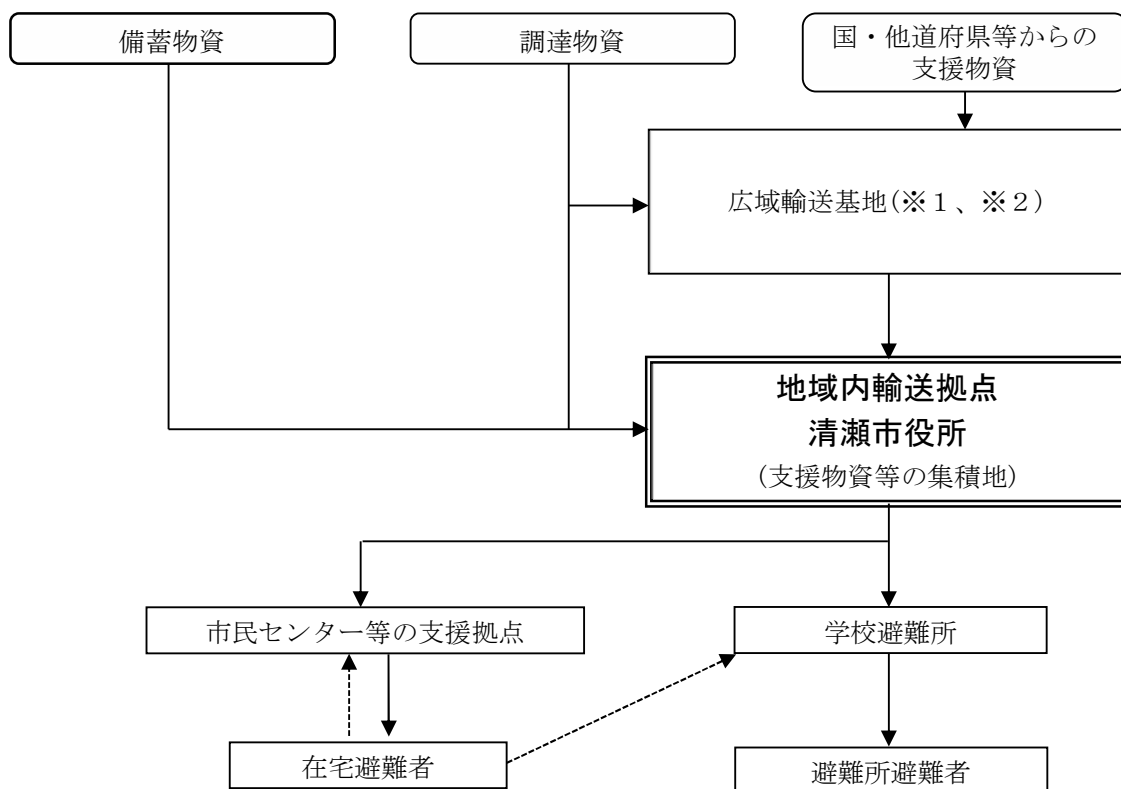 備蓄物資
調達物資
国・他道府県等からの
支援物資
広域輸送基地(※１、※２)
地域内輸送拠点
清瀬市役所
(支援物資等の集積地)
市民センター等の支援拠点
学校避難所
在宅避難者
避難所避難者